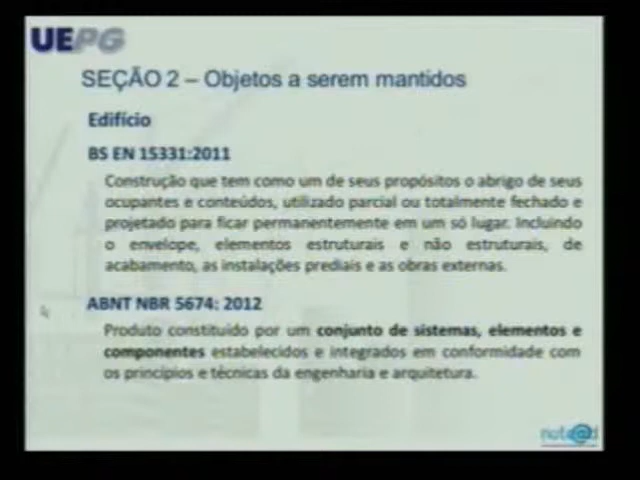 UEPG
SEÇÃO 2 – Objetos a serem mantidos
Edifício
BS EN 15331:2011
Construção que tem como um de seus propósitos o abrigo de seus
ocupantes e conteúdos, utilizado parcial ou totalmente fechado e
projetado para ficar permanentemente em um só lugar. Incluindo
o envelope, elementos estruturais e não estruturais, de
acabamento, as instalações prediais e as obras externas.
ABNT NBR 5674: 2012
Produto constituído por um conjunto de sistemas, elementos e
componentes estabelecidos e integrados em conformidade com
os princípios e técnicas da engenharia e arquitetura.